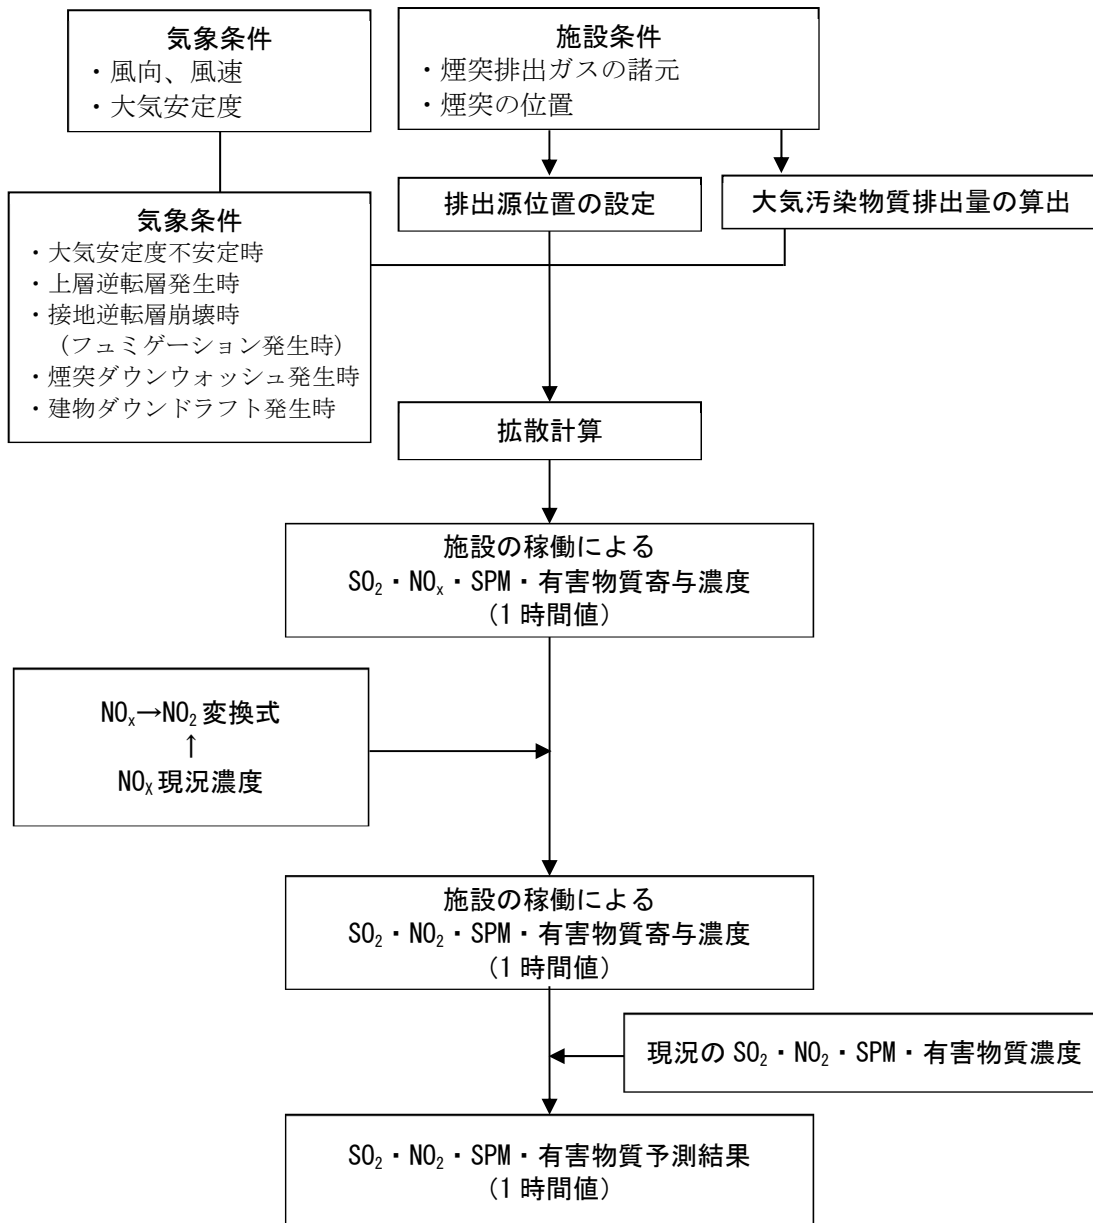 気象条件
・風向、風速
・大気安定度
施設条件
・煙突排出ガスの諸元
・煙突の位置
排出源位置の設定
大気汚染物質排出量の算出
気象条件
・大気安定度不安定時
・上層逆転層発生時
・接地逆転層崩壊時
（フュミゲーション発生時）
・煙突ダウンウォッシュ発生時
・建物ダウンドラフト発生時
拡散計算
施設の稼働による
SO₂・NOₓ・SPM・有害物質寄与濃度
（1 時間値）
NOₓ→NO₂ 変換式
↑
NOₓ 現況濃度
施設の稼働による
SO₂・NO₂・SPM・有害物質寄与濃度
（1 時間値）
現況の SO₂・NO₂・SPM・有害物質濃度
SO₂・NO₂・SPM・有害物質予測結果
（1 時間値）